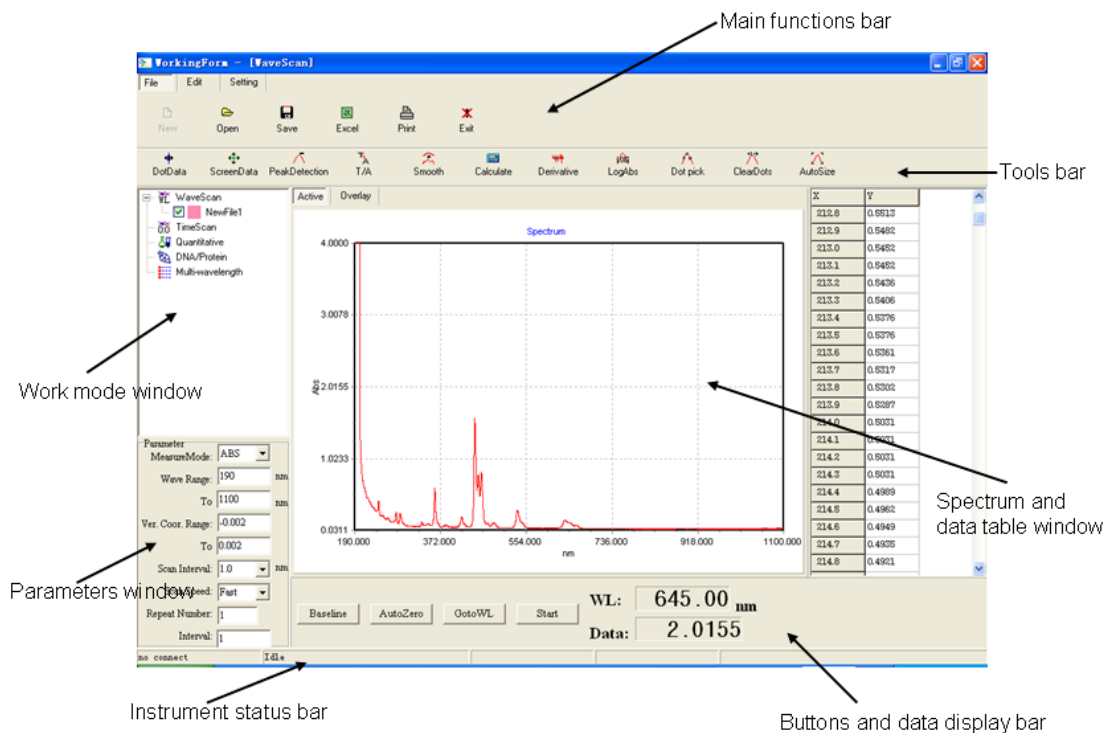 Main functions bar
WorkingForm - [WaveScan]
File Edit Setting
New Open Save Excel Print Exit
DotData ScreenData PeakDetection T/A Smooth Calculate Derivative LogAbs Dot pick ClearDots AutoSize
Tools bar
WaveScan
NewFile1
TimeScan
Quantitative
DNA/Protein
Multi-wavelength
Work mode window
Active Overlay
Spectrum
4.0000
3.0078
2.0155
1.0233
0.0311
Abs
190.000 372.000 554.000 736.000 918.000 1100.000
nm
X Y
212.8 0.5513
212.9 0.5482
213.0 0.5452
213.1 0.5452
213.2 0.5436
213.3 0.5406
213.4 0.5376
213.5 0.5376
213.6 0.5361
213.7 0.5317
213.8 0.5302
213.9 0.5287
214.0 0.5031
214.1 0.5031
214.2 0.5031
214.3 0.5031
214.4 0.4989
214.5 0.4962
214.6 0.4949
214.7 0.4935
214.8 0.4921
Spectrum and
data table window
Parameter
MeasureMode: ABS
Wave Range: 190 nm
To 1100 nm
Ver. Coor. Range: -0.002
To 0.002
Scan Interval: 1.0 nm
Speed: Fast
Repeat Number: 1
Interval: 1
Parameters window
Baseline AutoZero GotoWL Start
WL: 645.00 nm
Data: 2.0155
no connect Idle
Instrument status bar
Buttons and data display bar